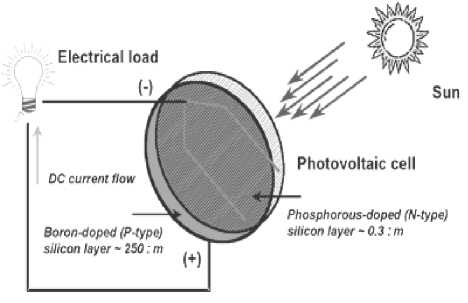 Electrical load
(-)
Sun
Photovoltaic cell
DC current flow
Phosphorous-doped (N-type)
silicon layer ~ 0.3 : m
Boron-doped (P-type)
silicon layer ~ 250 : m
(+)